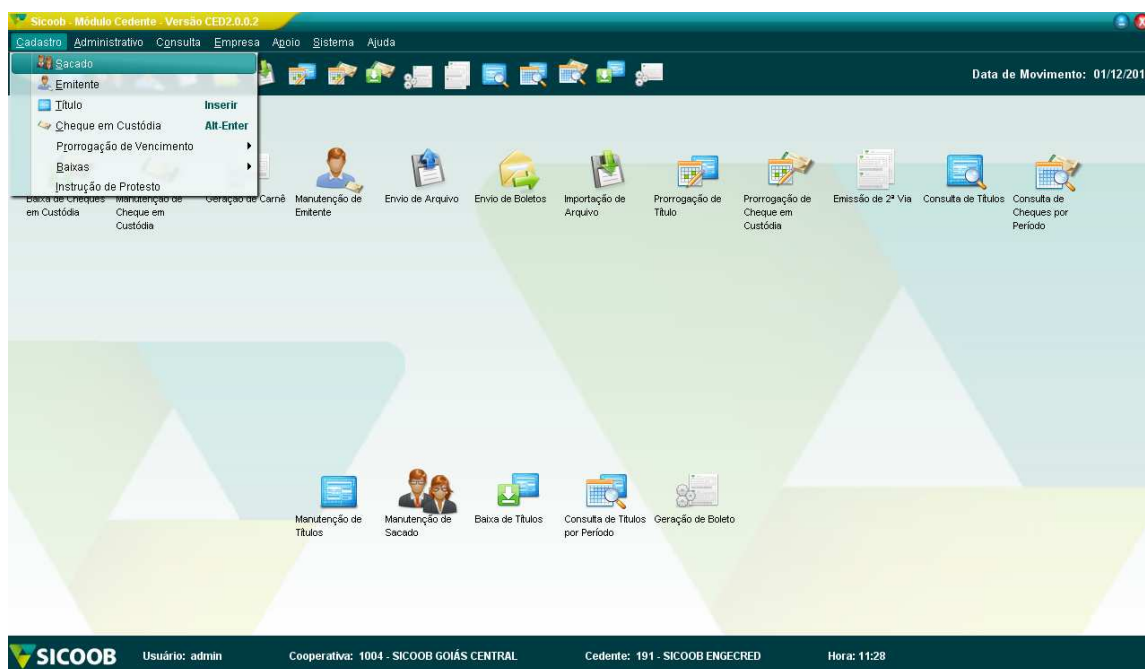 Sicoob - Módulo Cedente - Versão CED2.0.0.2
Cadastro Administrativo Consulta Empresa Apoio Sistema Ajuda
Sacado
Data de Movimento: 01/12/201
Emitente
Título Inserir
Cheque em Custódia Alt-Enter
Prorrogação de Vencimento
Baixas
Instrução de Protesto
Baixa de Cheques em Custódia
Manutenção de Cheque em Custódia
Geração de Carnê
Manutenção de
Emitente
Envio de Arquivo
Envio de Boletos
Importação de
Arquivo
Prorrogação de
Título
Prorrogação de
Cheque em
Custódia
Emissão de 2ª Via
Consulta de Títulos
Consulta de
Cheques por
Período
Manutenção de
Títulos
Manutenção de
Sacado
Baixa de Títulos
Consulta de Títulos
por Período
Geração de Boleto
SICOOB Usuário: admin Cooperativa: 1004 - SICOOB GOIÁS CENTRAL Cedente: 191 - SICOOB ENGECRED Hora: 11:28